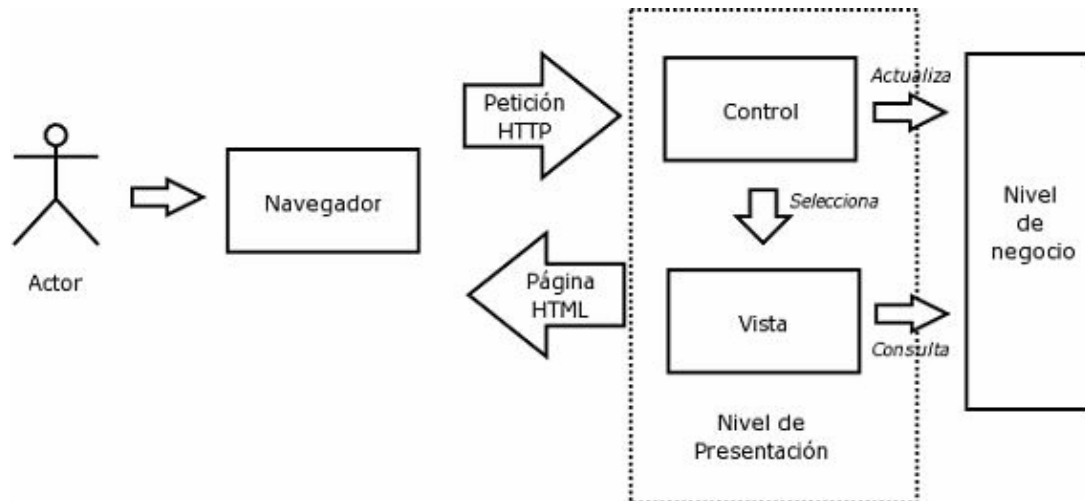 Actor
Navegador
Petición
HTTP
Página
HTML
Control
Selecciona
Vista
Nivel de
Presentación
Actualiza
Consulta
Nivel
de
negocio